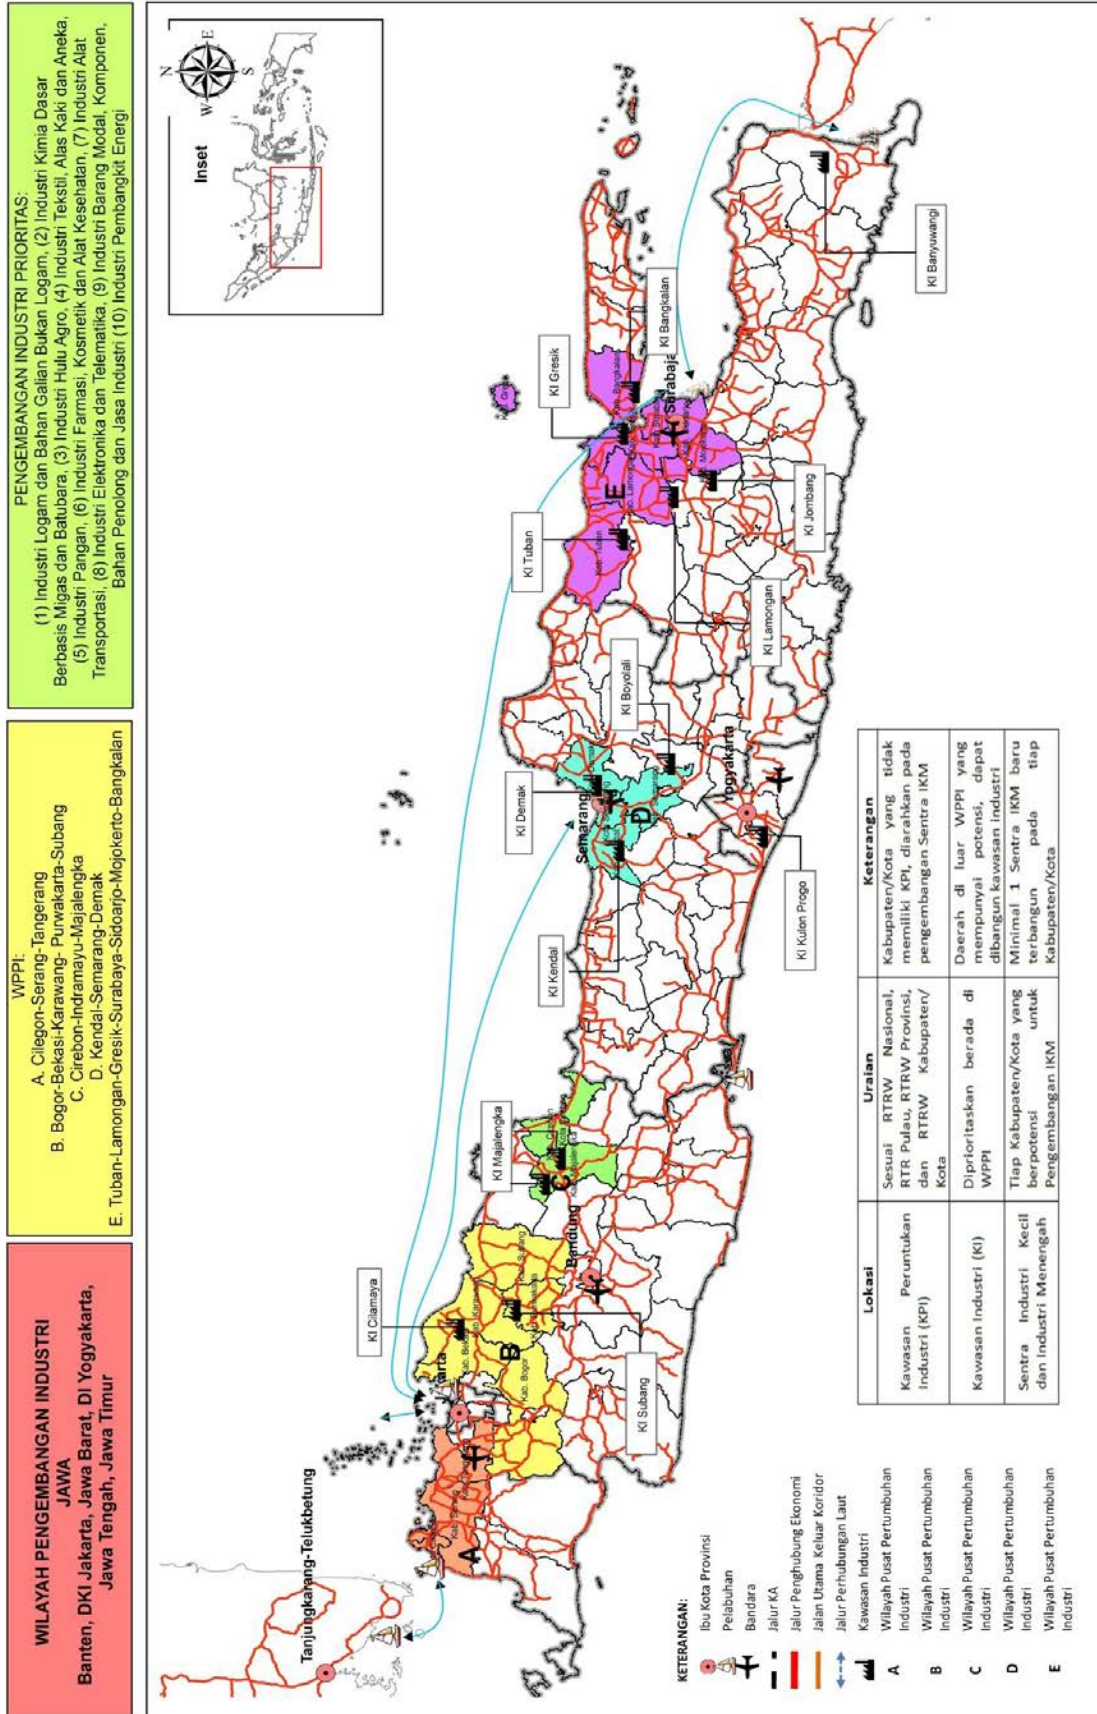 WILAYAH PENGEMBANGAN INDUSTRI
JAWA
Banten, DKI Jakarta, Jawa Barat, DI Yogyakarta,
Jawa Tengah, Jawa Timur
WPPI:
A. Cilegon-Serang-Tangerang
B. Bogor-Bekasi-Karawang- Purwakarta-Subang
C. Cirebon-Indramayu-Majalengka
D. Kendal-Semarang-Demak
E. Tuban-Lamongan-Gresik-Surabaya-Sidoarjo-Mojokerto-Bangkalan
PENGEMBANGAN INDUSTRI PRIORITAS:
(1) Industri Logam dan Bahan Galian Bukan Logam, (2) Industri Kimia Dasar
Berbasis Migas dan Batubara, (3) Industri Hulu Agro, (4) Industri Tekstil, Alas Kaki dan Aneka,
(5) Industri Pangan, (6) Industri Farmasi, Kosmetik dan Alat Kesehatan, (7) Industri Alat
Transportasi, (8) Industri Elektronika dan Telematika, (9) Industri Barang Modal, Komponen,
Bahan Penolong dan Jasa Industri (10) Industri Pembangkit Energi
Inset
N
E
S
W
Tanjungkarang-Telukbetung
KI Cilamaya
KI Majalengka
KI Kendal
KI Demak
KI Boyolali
KI Tuban
KI Gresik
KI Bangkalan
KI Banyuwangi
KI Jombang
KI Lamongan
KI Kulon Progo
KI Subang
A
B
C
D
E
arta
Bandung
Semarang
Yogyakarta
Surabaja
Kab. Bogor
Kab. Subang
Kab. Tuban
Kab. Bangkalan
KETERANGAN:
Ibu Kota Provinsi
Pelabuhan
Bandara
Jalur KA
Jalur Penghubung Ekonomi
Jalan Utama Keluar Koridor
Jalur Perhubungan Laut
Kawasan Industri
A Wilayah Pusat Pertumbuhan
Industri
B Wilayah Pusat Pertumbuhan
Industri
C Wilayah Pusat Pertumbuhan
Industri
D Wilayah Pusat Pertumbuhan
Industri
E Wilayah Pusat Pertumbuhan
Industri
Lokasi Uraian Keterangan
Kawasan Peruntukan
Industri (KPI)
Sesuai RTRW Nasional,
RTR Pulau, RTRW Provinsi,
dan RTRW Kabupaten/
Kota
Kabupaten/Kota yang tidak
memiliki KPI, diarahkan pada
pengembangan Sentra IKM
Kawasan Industri (KI)
Diprioritaskan berada di
WPPI
Daerah di luar WPPI yang
mempunyai potensi, dapat
dibangun kawasan industri
Sentra Industri Kecil
dan Industri Menengah
Tiap Kabupaten/Kota yang
berpotensi untuk
Pengembangan IKM
Minimal 1 Sentra IKM baru
terbangun pada tiap
Kabupaten/Kota